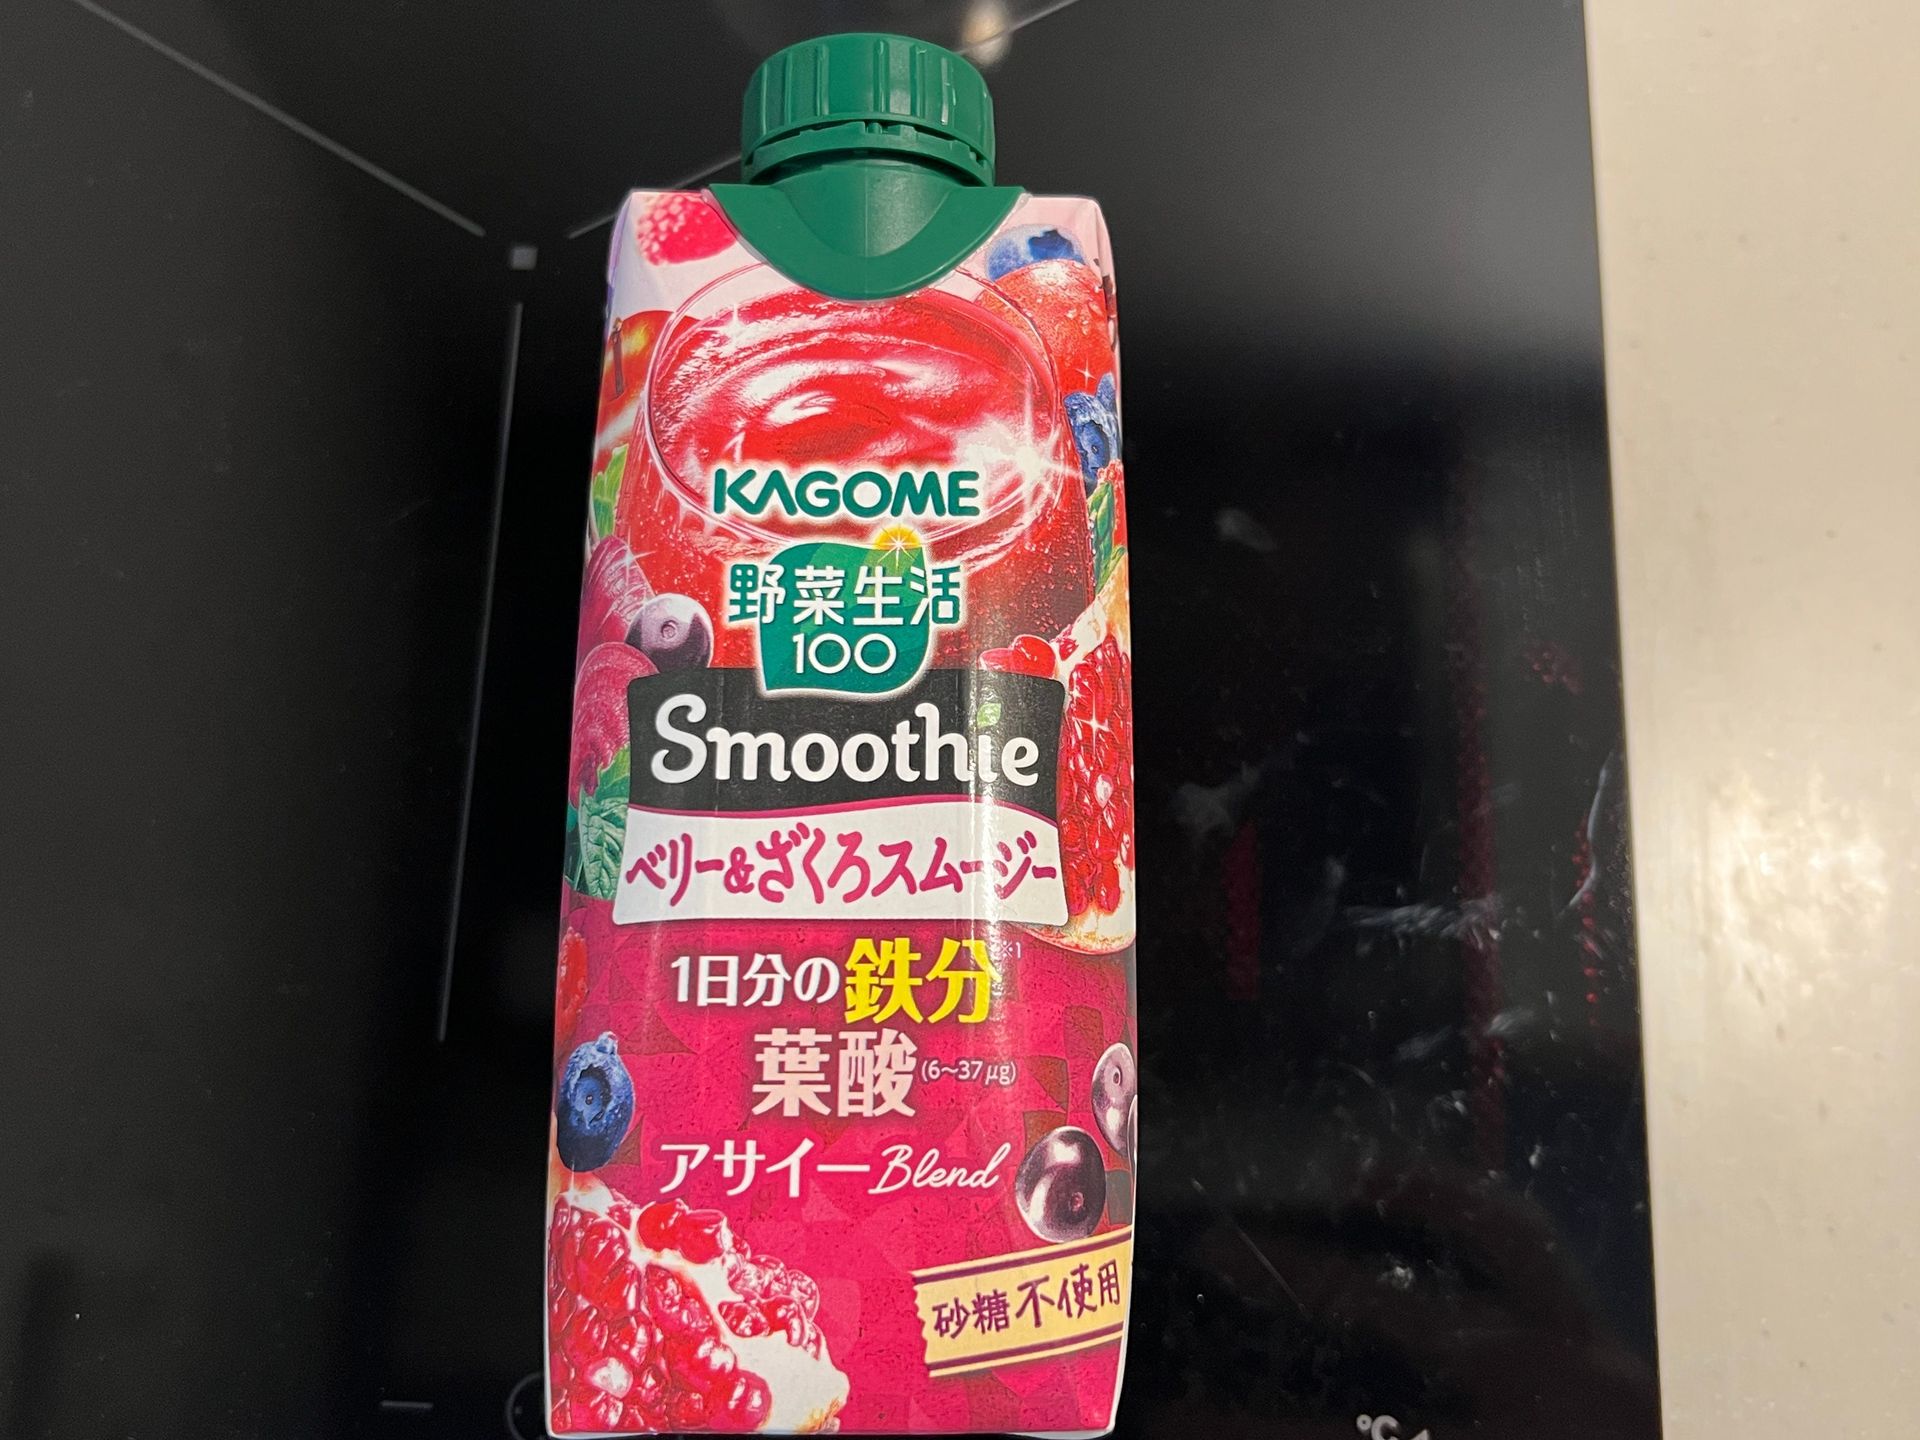 KAGOME
野菜生活
100
Smoothie
ベリー&ざくろスムージー
1日分の鉄分※1
葉酸(6~37μg)
アサイーBlend
砂糖不使用
℃